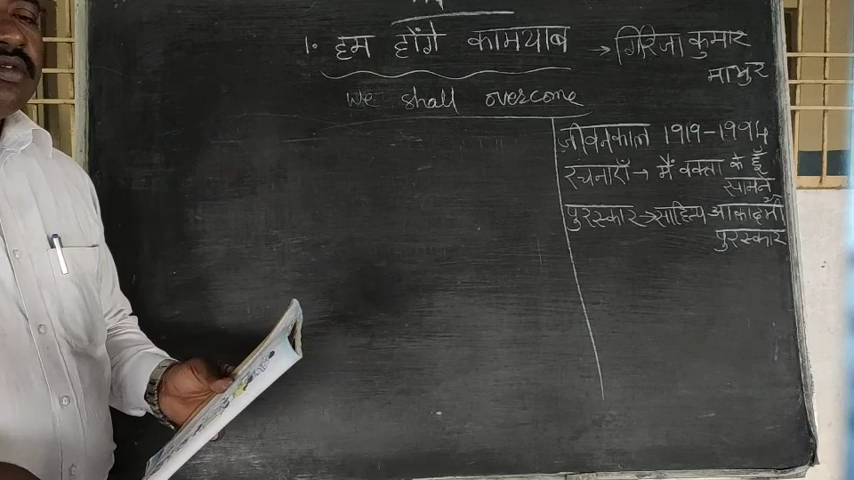 1. हम होंगे कामयाब → गिरिजा कुमार
माथुर
We shall overcome
जीवनकाल 1919-1994
रचनाएँ → मैं वक्त के हूँ
सामने
पुरस्कार → साहित्य आकादमी
पुरस्कार